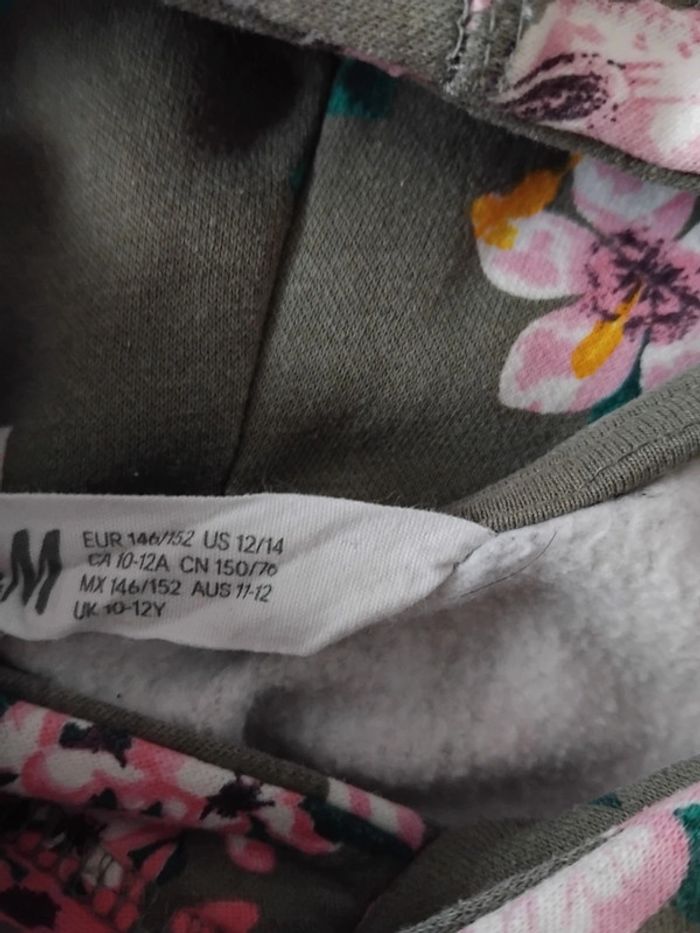 M
EUR 146/152 US 12/14
CA 10-12A CN 150/76
MX 146/152 AUS 11-12
UK 10-12Y